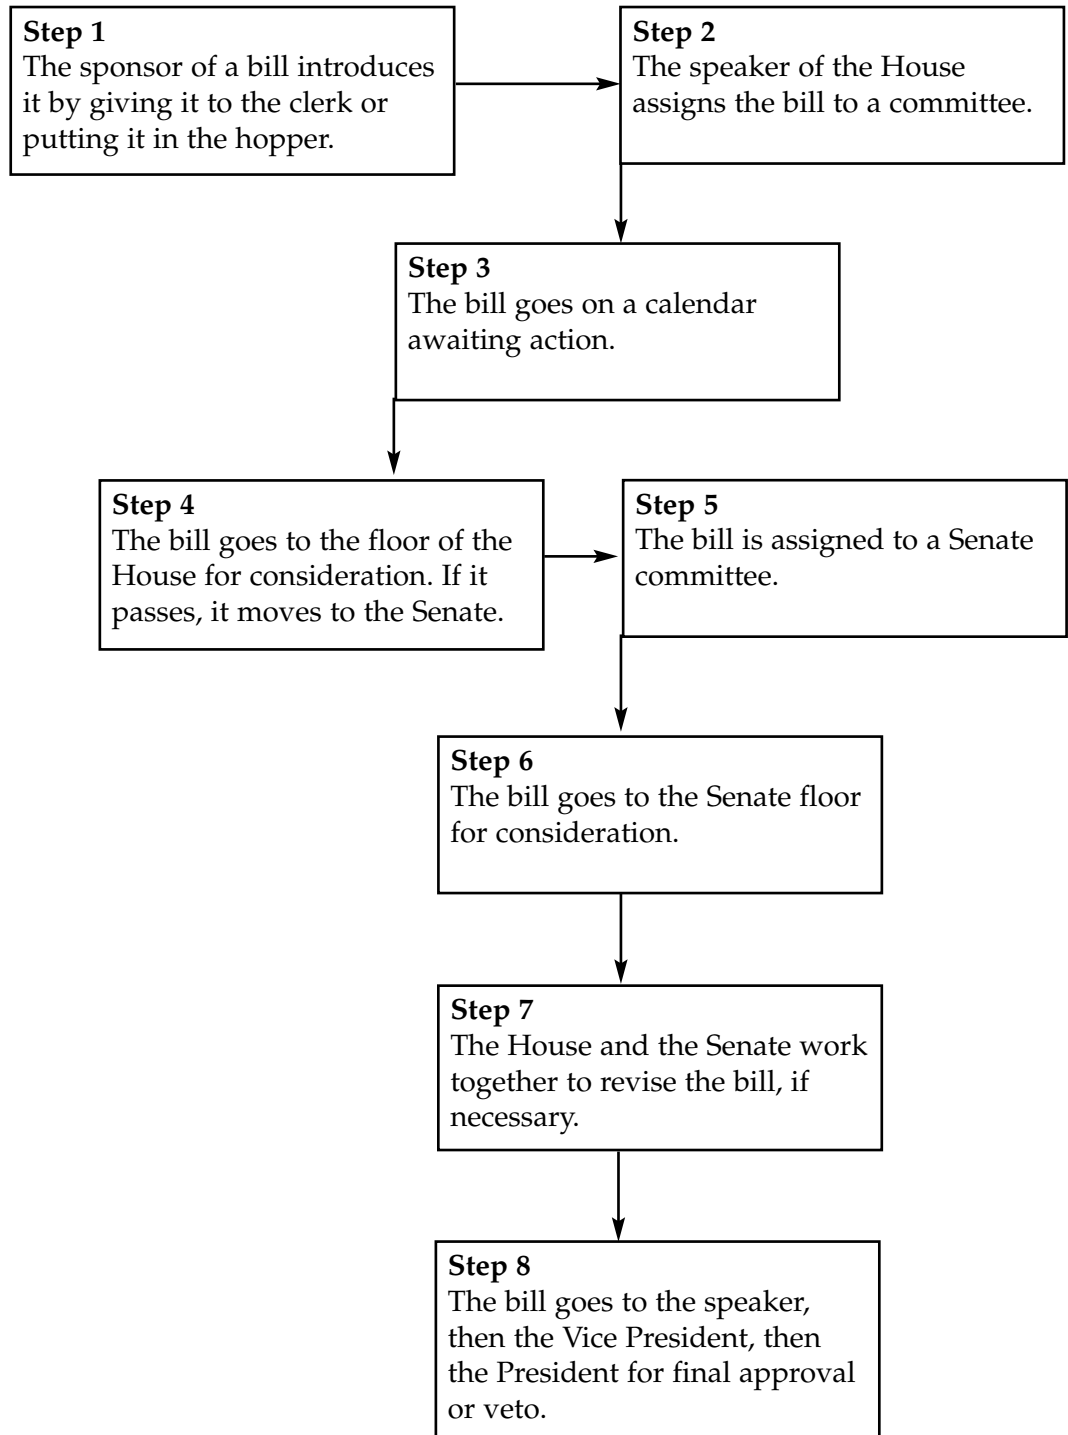 Step 1
The sponsor of a bill introduces
it by giving it to the clerk or
putting it in the hopper.
Step 2
The speaker of the House
assigns the bill to a committee.
Step 3
The bill goes on a calendar
awaiting action.
Step 4
The bill goes to the floor of the
House for consideration. If it
passes, it moves to the Senate.
Step 5
The bill is assigned to a Senate
committee.
Step 6
The bill goes to the Senate floor
for consideration.
Step 7
The House and the Senate work
together to revise the bill, if
necessary.
Step 8
The bill goes to the speaker,
then the Vice President, then
the President for final approval
or veto.